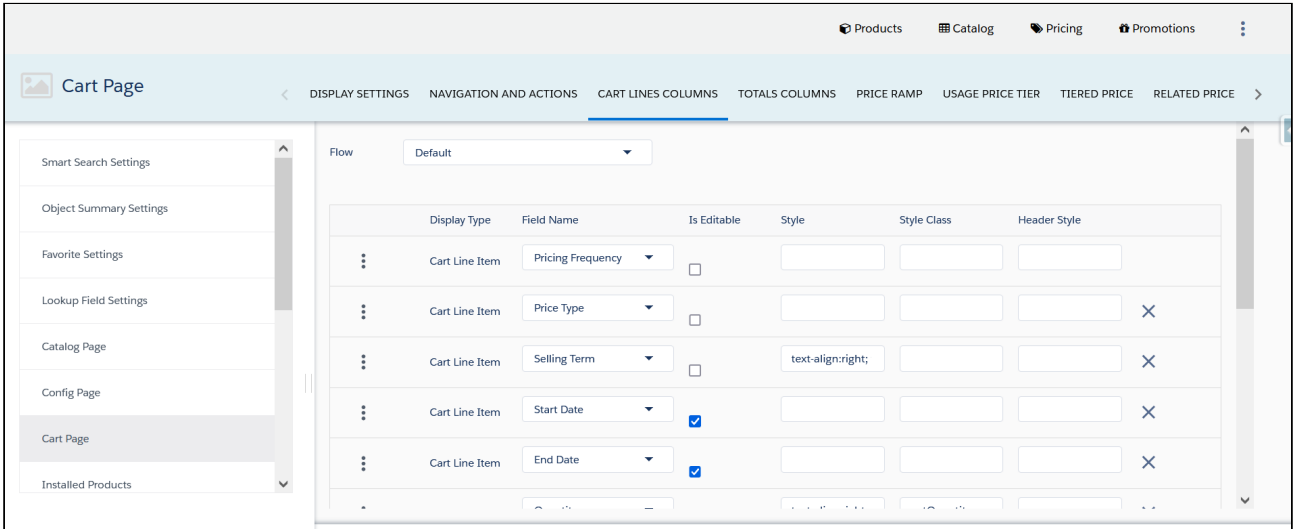 Products Catalog Pricing Promotions
Cart Page
DISPLAY SETTINGS NAVIGATION AND ACTIONS CART LINES COLUMNS TOTALS COLUMNS PRICE RAMP USAGE PRICE TIER TIERED PRICE RELATED PRICE
Smart Search Settings
Object Summary Settings
Favorite Settings
Lookup Field Settings
Catalog Page
Config Page
Cart Page
Installed Products
Flow Default
Display Type Field Name Is Editable Style Style Class Header Style
Cart Line Item Pricing Frequency
Cart Line Item Price Type
Cart Line Item Selling Term text-align:right;
Cart Line Item Start Date
Cart Line Item End Date